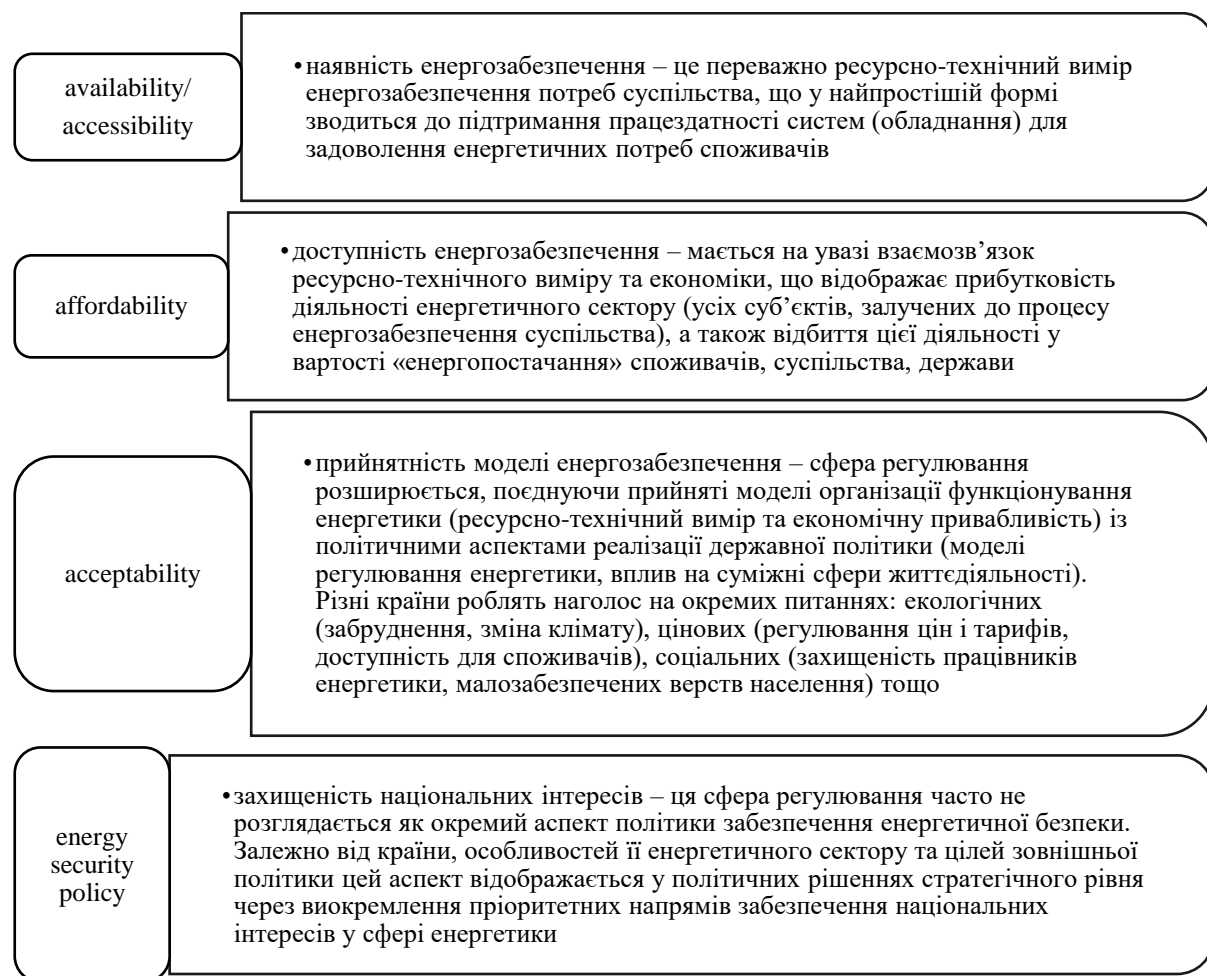 availability/
accessibility
•наявність енергозабезпечення – це переважно ресурсно-технічний вимір
енергозабезпечення потреб суспільства, що у найпростішій формі
зводиться до підтримання працездатності систем (обладнання) для
задоволення енергетичних потреб споживачів
affordability
•доступність енергозабезпечення – мається на увазі взаємозв’язок
ресурсно-технічного виміру та економіки, що відображає прибутковість
діяльності енергетичного сектору (усіх суб’єктів, залучених до процесу
енергозабезпечення суспільства), а також відбиття цієї діяльності у
вартості «енергопостачання» споживачів, суспільства, держави
acceptability
•прийнятність моделі енергозабезпечення – сфера регулювання
розширюється, поєднуючи прийняті моделі організації функціонування
енергетики (ресурсно-технічний вимір та економічну привабливість) із
політичними аспектами реалізації державної політики (моделі
регулювання енергетики, вплив на суміжні сфери життєдіяльності).
Різні країни роблять наголос на окремих питаннях: екологічних
(забруднення, зміна клімату), цінових (регулювання цін і тарифів,
доступність для споживачів), соціальних (захищеність працівників
енергетики, малозабезпечених верств населення) тощо
energy
security
policy
•захищеність національних інтересів – ця сфера регулювання часто не
розглядається як окремий аспект політики забезпечення енергетичної безпеки.
Залежно від країни, особливостей її енергетичного сектору та цілей зовнішньої
політики цей аспект відображається у політичних рішеннях стратегічного рівня
через виокремлення пріоритетних напрямів забезпечення національних
інтересів у сфері енергетики